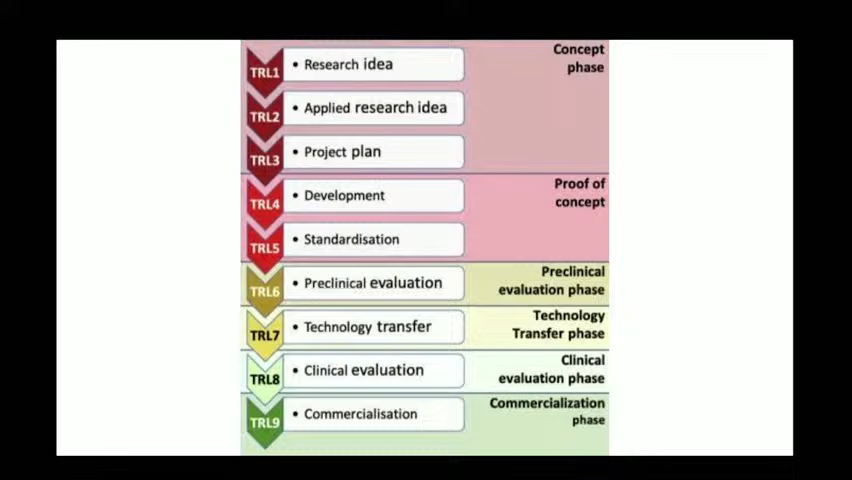 TRL1
• Research idea
Concept
phase
TRL2
• Applied research idea
TRL3
• Project plan
TRL4
• Development
Proof of
concept
TRL5
• Standardisation
TRL6
• Preclinical evaluation
Preclinical
evaluation phase
TRL7
• Technology transfer
Technology
Transfer phase
TRL8
• Clinical evaluation
Clinical
evaluation phase
TRL9
• Commercialisation
Commercialization
phase